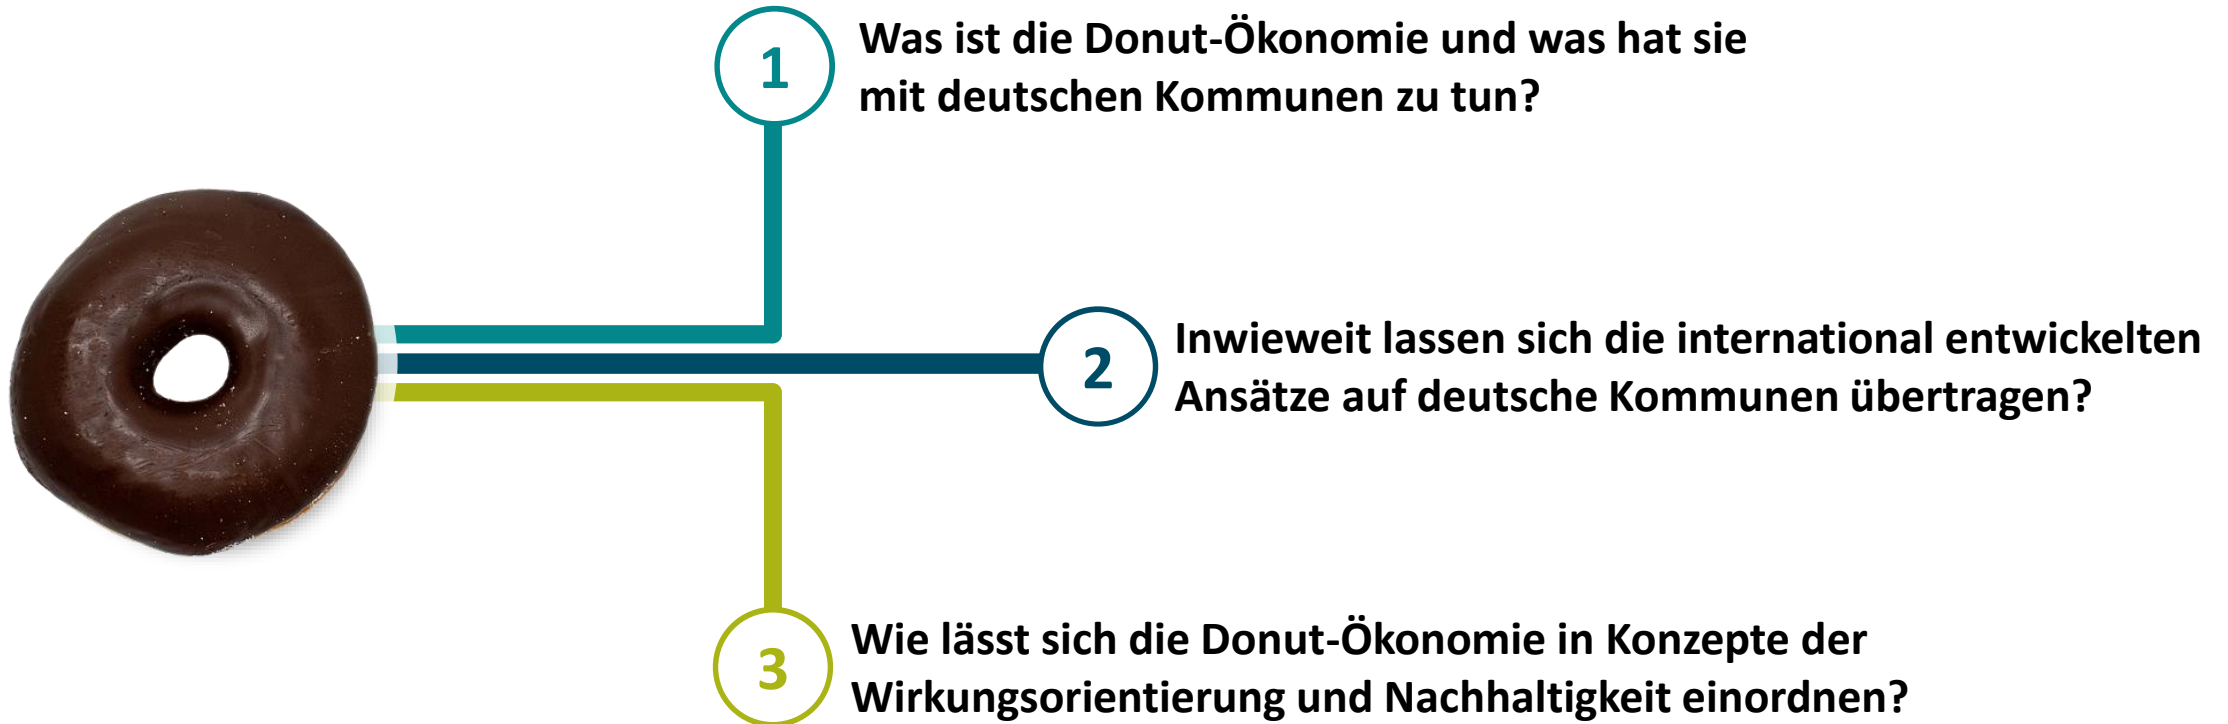 1
Was ist die Donut-Ökonomie und was hat sie
mit deutschen Kommunen zu tun?
2
Inwieweit lassen sich die international entwickelten
Ansätze auf deutsche Kommunen übertragen?
3
Wie lässt sich die Donut-Ökonomie in Konzepte der
Wirkungsorientierung und Nachhaltigkeit einordnen?